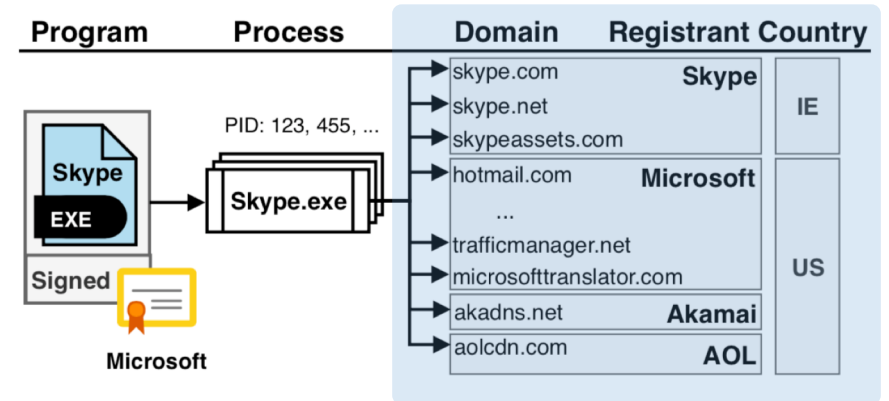 Program Process Domain Registrant Country
skype.com Skype IE
skype.net
skypeassets.com
PID: 123, 455, ...
Skype
EXE
Signed
Microsoft
Skype.exe
hotmail.com Microsoft US
...
trafficmanager.net
microsofttranslator.com
akadns.net Akamai
aolcdn.com AOL